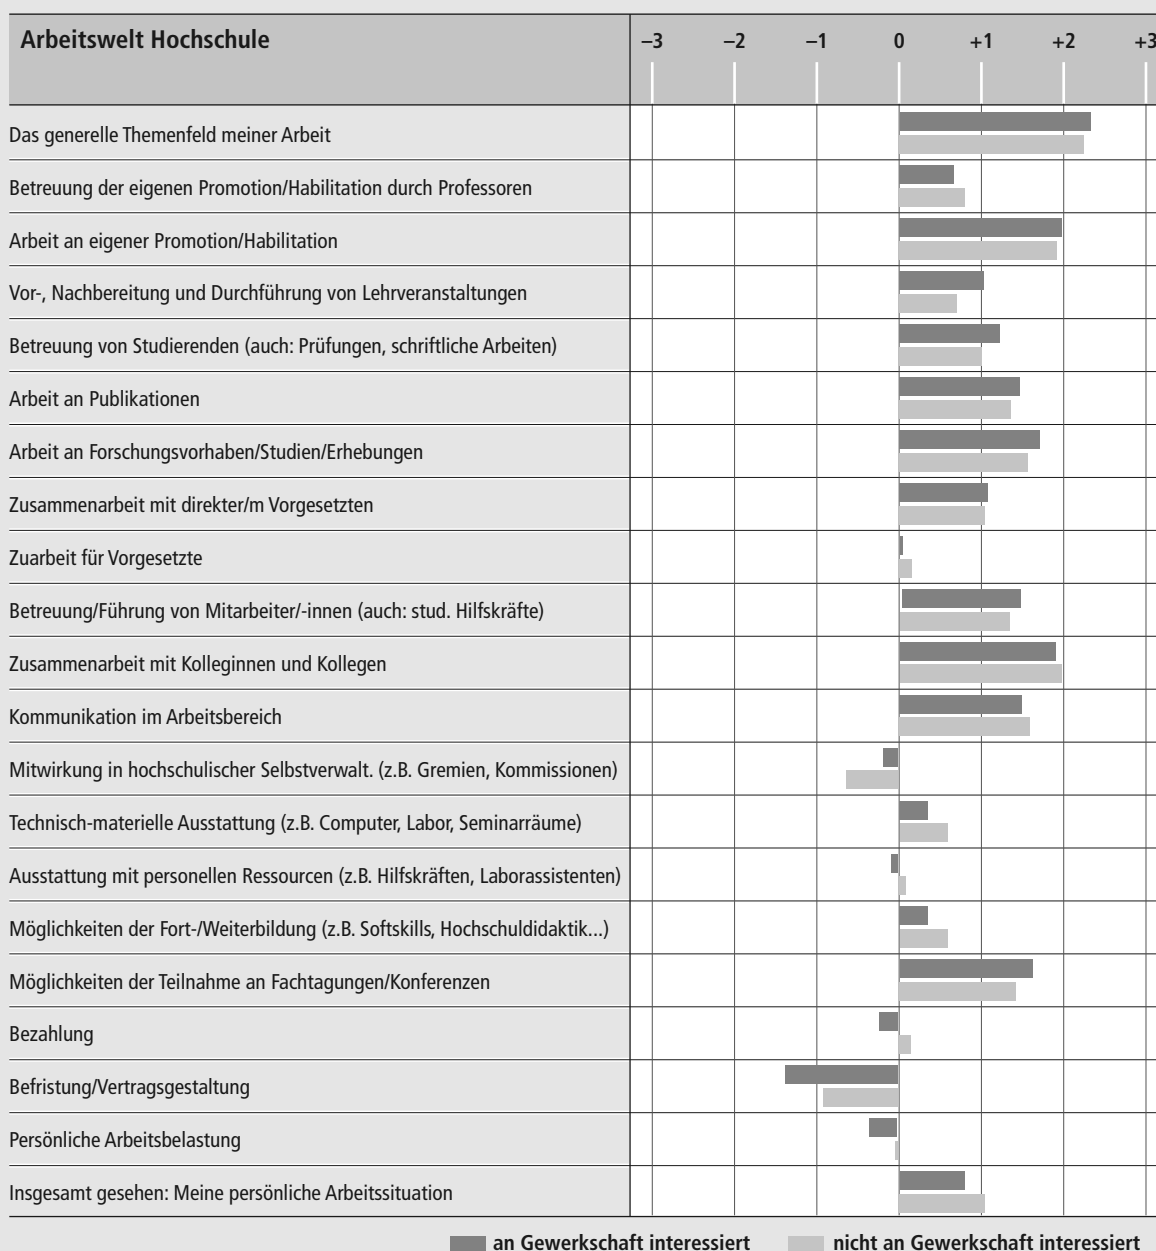 Arbeitswelt Hochschule –3 –2 –1 0 +1 +2 +3
Das generelle Themenfeld meiner Arbeit
Betreuung der eigenen Promotion/Habilitation durch Professoren
Arbeit an eigener Promotion/Habilitation
Vor-, Nachbereitung und Durchführung von Lehrveranstaltungen
Betreuung von Studierenden (auch: Prüfungen, schriftliche Arbeiten)
Arbeit an Publikationen
Arbeit an Forschungsvorhaben/Studien/Erhebungen
Zusammenarbeit mit direkter/m Vorgesetzten
Zuarbeit für Vorgesetzte
Betreuung/Führung von Mitarbeiter/-innen (auch: stud. Hilfskräfte)
Zusammenarbeit mit Kolleginnen und Kollegen
Kommunikation im Arbeitsbereich
Mitwirkung in hochschulischer Selbstverwalt. (z.B. Gremien, Kommissionen)
Technisch-materielle Ausstattung (z.B. Computer, Labor, Seminarräume)
Ausstattung mit personellen Ressourcen (z.B. Hilfskräften, Laborassistenten)
Möglichkeiten der Fort-/Weiterbildung (z.B. Softskills, Hochschuldidaktik...)
Möglichkeiten der Teilnahme an Fachtagungen/Konferenzen
Bezahlung
Befristung/Vertragsgestaltung
Persönliche Arbeitsbelastung
Insgesamt gesehen: Meine persönliche Arbeitssituation
an Gewerkschaft interessiert nicht an Gewerkschaft interessiert